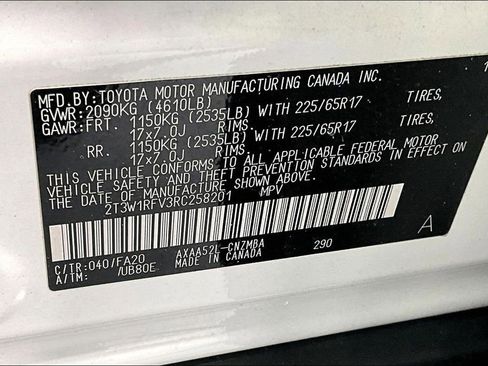 MFD.BY:TOYOTA MOTOR MANUFACTURING CANADA INC.
GVWR:2090KG (4610LB)
GAWR:FRT. 1150KG (2535LB) WITH 225/65R17 TIRES,
17x7.0J RIMS.
RR. 1150KG (2535LB) WITH 225/65R17 TIRES,
17x7.0J RIMS.
THIS VEHICLE CONFORMS TO ALL APPLICABLE FEDERAL MOTOR
VEHICLE SAFETY STANDARDS IN EFFECT ON
THE DATE OF MANUFACTURE SHOWN ABOVE.
2T3W1RFV3RC258201 MPV
A
C/TR:040/FA20 AXAA52L-CNZMBA 290
A/TM: /UB80E MADE IN CANADA